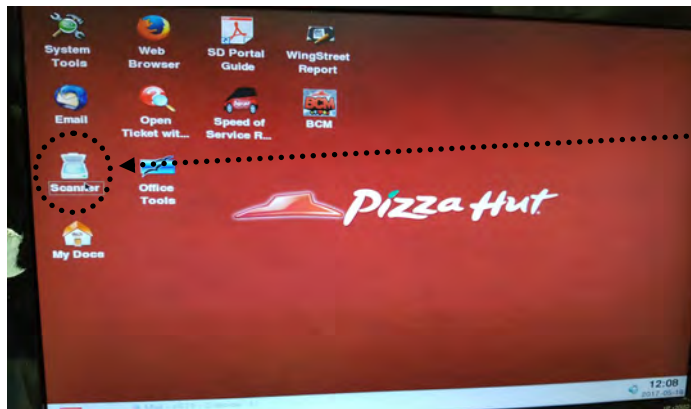 System
Tools
Web
Browser
SD Portal
Guide
WingStreet
Report
Email
Open
Ticket wit...
Speed of
Service R...
BCM
BCM
Scanner
Office
Tools
My Docs
Pizza Hut
12:08
2017-05-19